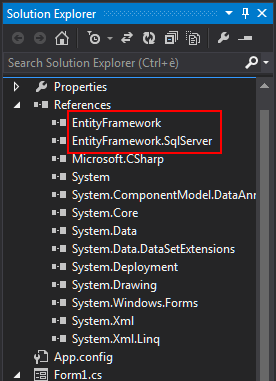 Solution Explorer
Search Solution Explorer (Ctrl+è)
Properties
References
EntityFramework
EntityFramework.SqlServer
Microsoft.CSharp
System
System.ComponentModel.DataAnn
System.Core
System.Data
System.Data.DataSetExtensions
System.Deployment
System.Drawing
System.Windows.Forms
System.Xml
System.Xml.Linq
App.config
Form1.cs